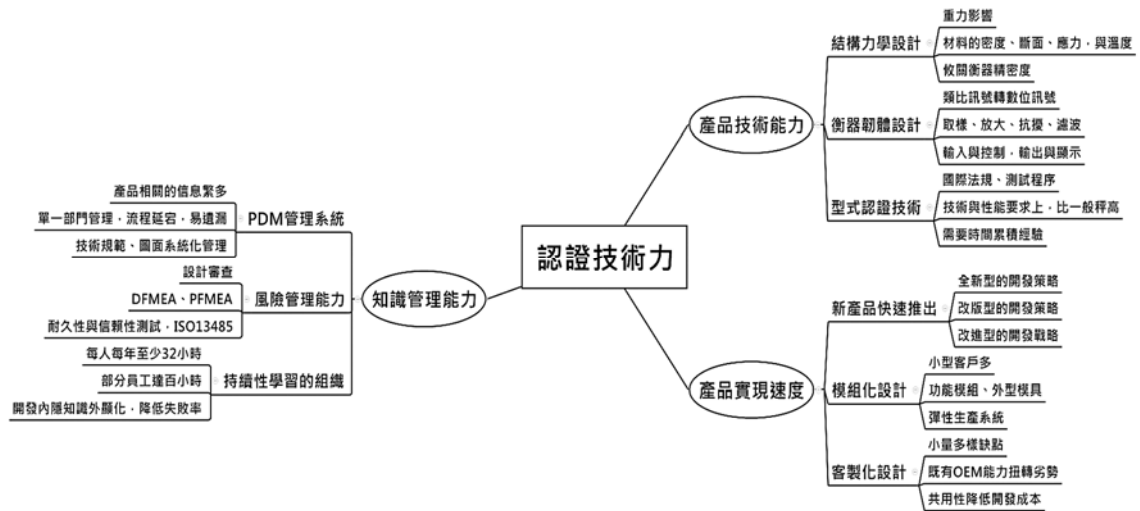 認證技術力
產品技術能力
結構力學設計
重力影響
材料的密度、斷面、應力，與溫度
攸關衡器精密度
衡器韌體設計
類比訊號轉數位訊號
取樣、放大、抗擾、濾波
輸入與控制，輸出與顯示
型式認證技術
國際法規、測試程序
技術與性能要求上，比一般秤高
需要時間累積經驗
產品實現速度
新產品快速推出
全新型的開發策略
改版型的開發策略
改進型的開發戰略
模組化設計
小型客戶多
功能模組、外型模具
彈性生產系統
客製化設計
小量多樣缺點
既有OEM能力扭轉劣勢
共用性降低開發成本
知識管理能力
PDM管理系統
產品相關的信息繁多
單一部門管理，流程延宕，易遺漏
技術規範、圖面系統化管理
風險管理能力
設計審查
DFMEA、PFMEA
耐久性與信賴性測試，ISO13485
持續性學習的組織
每人每年至少32小時
部分員工達百小時
開發內隱知識外顯化，降低失敗率